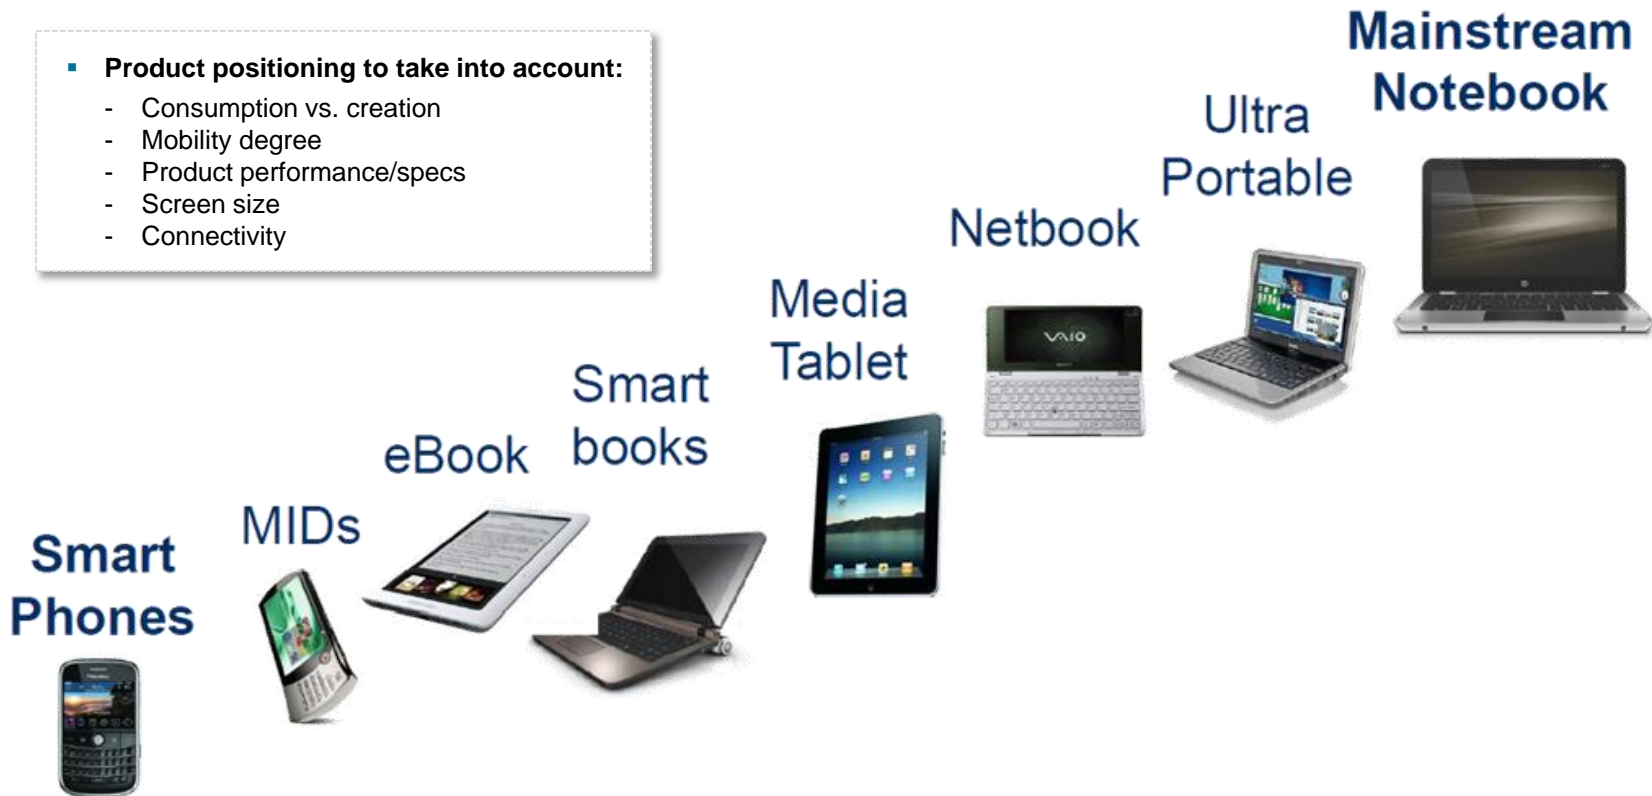 Product positioning to take into account:
- Consumption vs. creation
- Mobility degree
- Product performance/specs
- Screen size
- Connectivity
Smart
Phones
MIDs
eBook
Smart
books
Media
Tablet
Netbook
Ultra
Portable
Mainstream
Notebook
VAIO